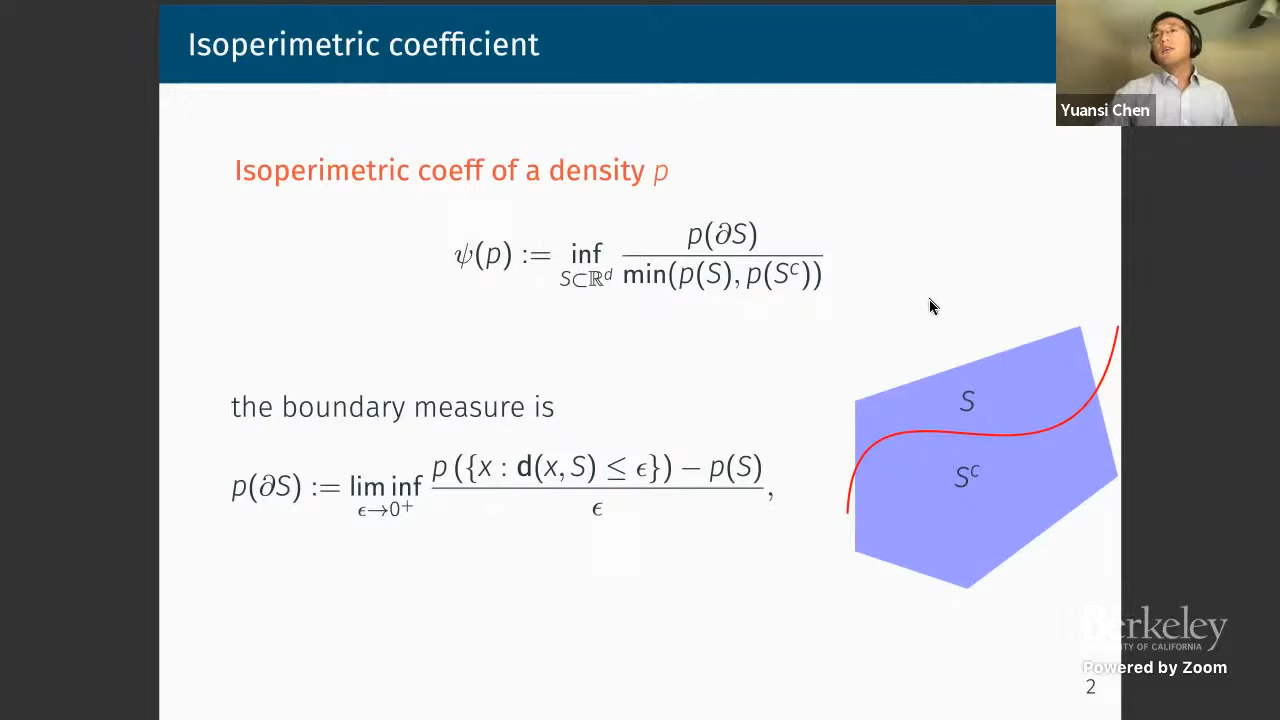 Isoperimetric coefficient
Yuansi Chen
Isoperimetric coeff of a density p
ψ(p) := inf_{S⊂ℝ^d} p(∂S) / min(p(S), p(S^c))
the boundary measure is
p(∂S) := lim inf_{ϵ→0⁺} (p ({x : d(x, S) ≤ ϵ}) − p(S)) / ϵ,
S
S^c
Berkeley
OF CALIFORNIA
Powered by Zoom
2